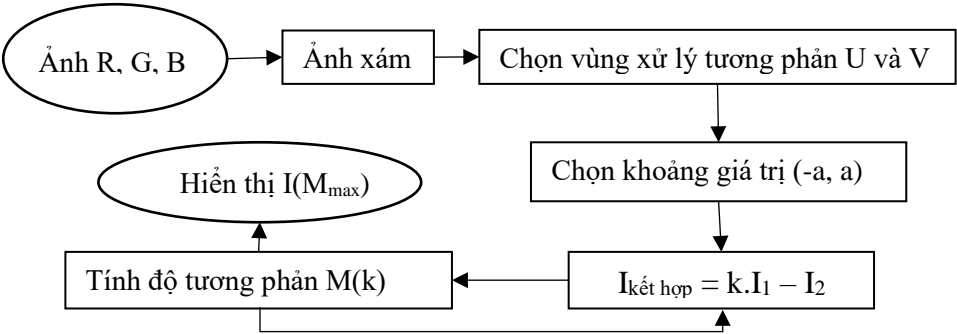 Ảnh R, G, B
Ảnh xám
Chọn vùng xử lý tương phản U và V
Chọn khoảng giá trị (-a, a)
Hiển thị I(Mmax)
Tính độ tương phản M(k)
Ikết hợp = k.I1 – I2